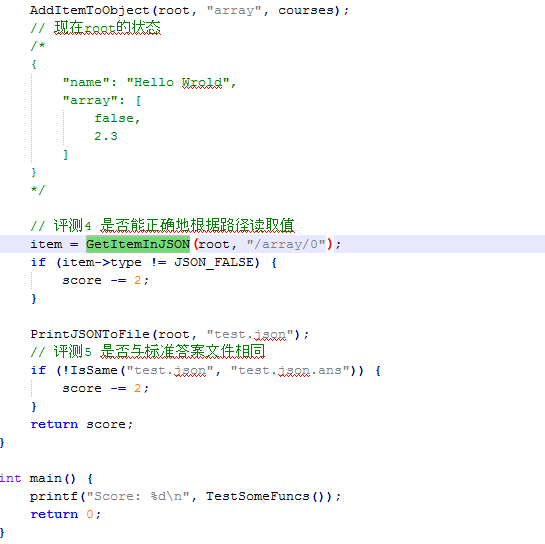 AddItemToObject(root, "array", courses);
// 现在root的状态
/*
{
"name": "Hello Wrold",
"array": [
false,
2.3
]
}
*/
// 评测4 是否能正确地根据路径读取值
item = GetItemInJSON(root, "/array/0");
if (item->type != JSON_FALSE) {
score -= 2;
}
PrintJSONToFile(root, "test.json");
// 评测5 是否与标准答案文件相同
if (!IsSame("test.json", "test.json.ans")) {
score -= 2;
}
return score;
}
int main() {
printf("Score: %d\n", TestSomeFuncs());
return 0;
}